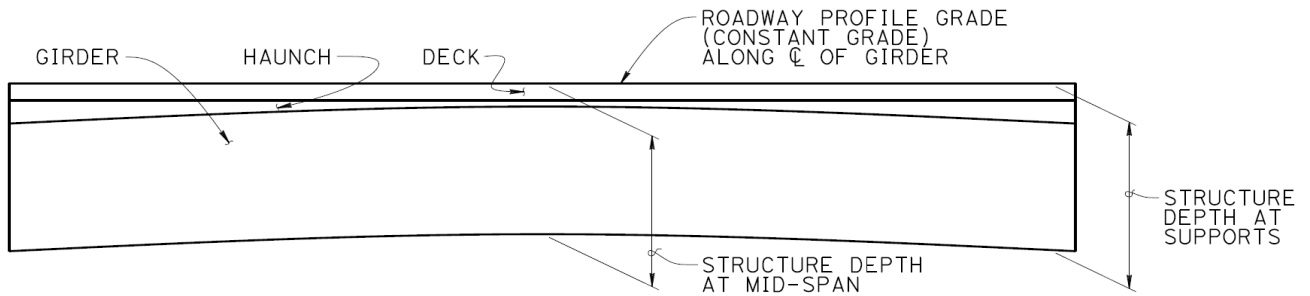 ROADWAY PROFILE GRADE
(CONSTANT GRADE)
ALONG ℄ OF GIRDER
GIRDER
HAUNCH
DECK
STRUCTURE
DEPTH AT
SUPPORTS
STRUCTURE DEPTH
AT MID-SPAN